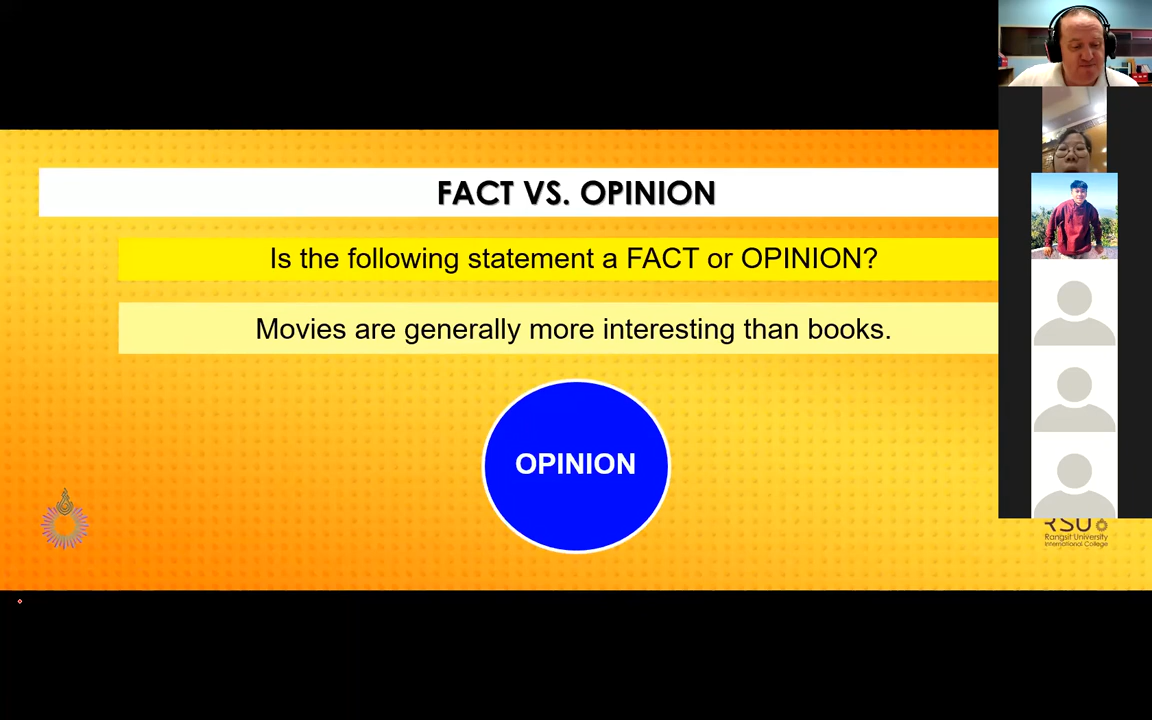 FACT VS. OPINION
Is the following statement a FACT or OPINION?
Movies are generally more interesting than books.
OPINION
RSU
Rangsit University
International College